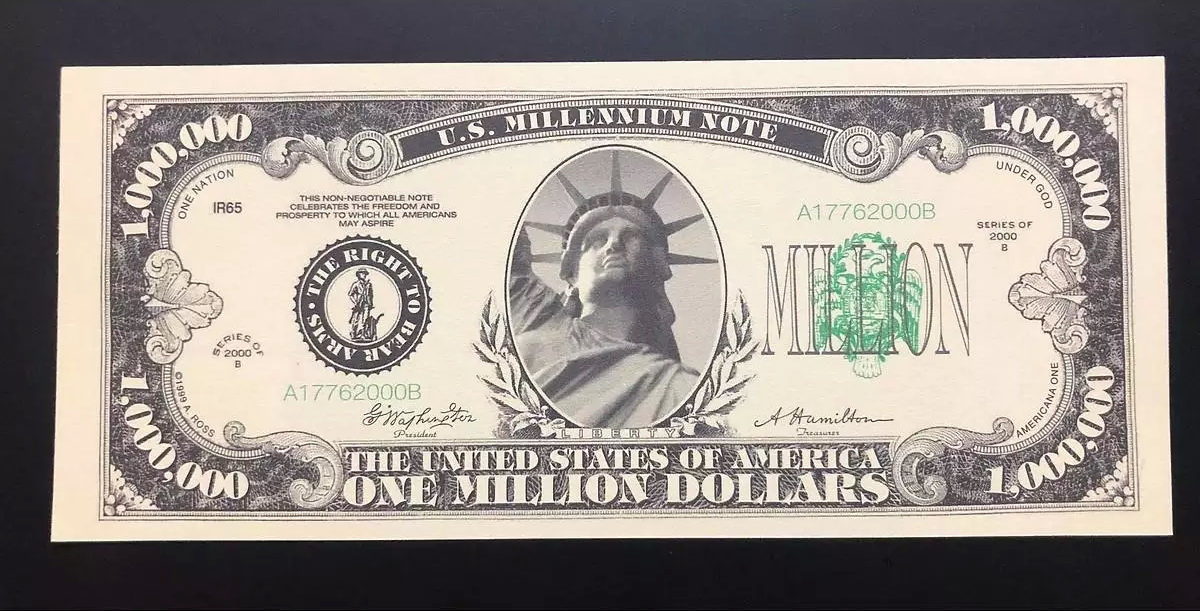 U.S. MILLENNIUM NOTE
1,000,000
1,000,000
ONE NATION
UNDER GOD
IR65
THIS NON-NEGOTIABLE NOTE
CELEBRATES THE FREEDOM AND
PROSPERITY TO WHICH ALL AMERICANS
MAY ASPIRE
A17762000B
SERIES OF
2000
B
THE RIGHT TO BEAR ARMS
MILLION
SERIES OF
2000
B
A17762000B
©1999 A. ROSS
AMERICANA ONE
G Washington
President
A Hamilton
Treasurer
LIBERTY
1,000,000
1,000,000
THE UNITED STATES OF AMERICA
ONE MILLION DOLLARS